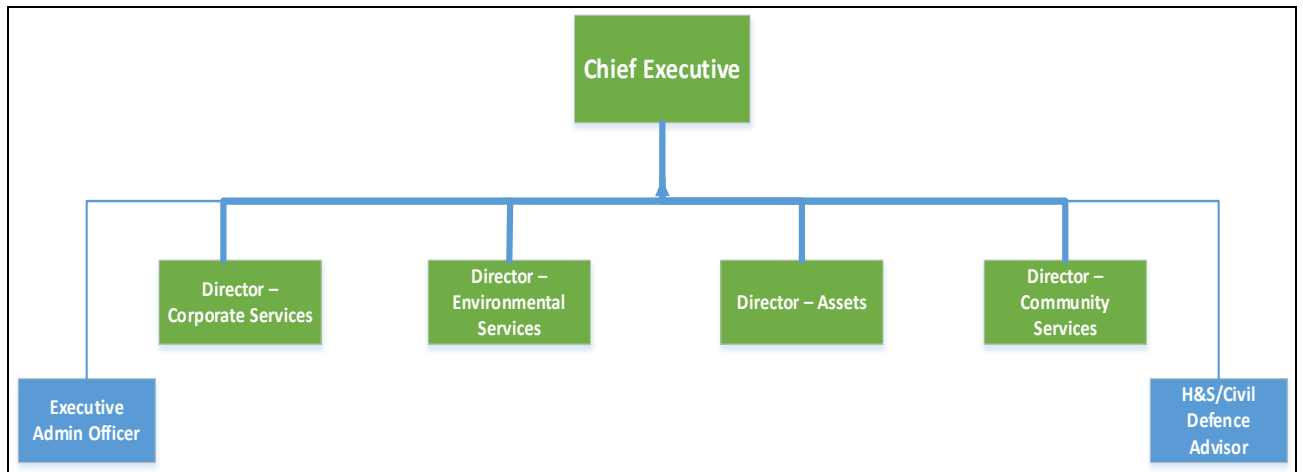 Chief Executive
Director –
Corporate Services
Director –
Environmental
Services
Director – Assets
Director –
Community
Services
Executive
Admin Officer
H&S/Civil
Defence
Advisor